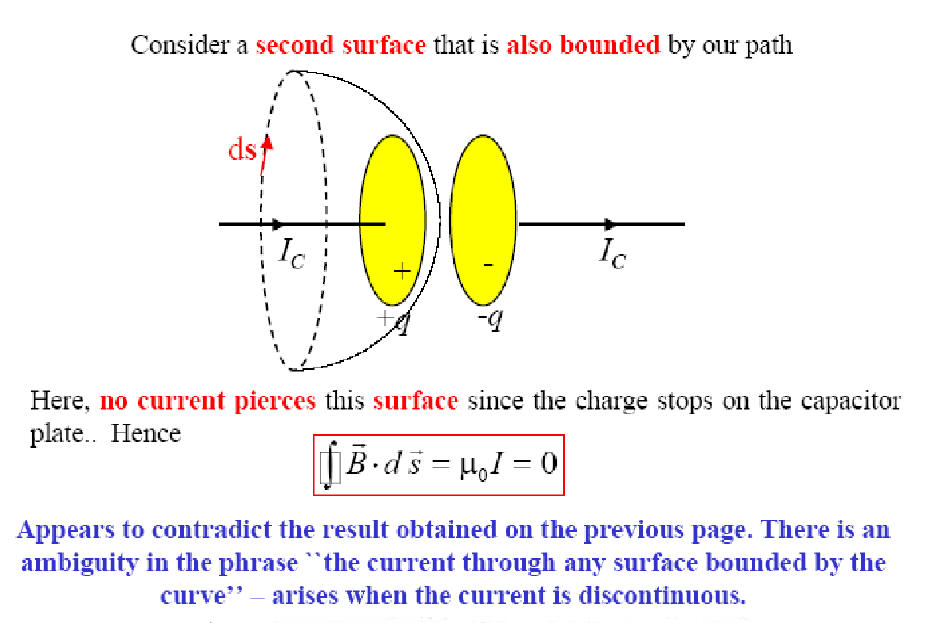 Consider a second surface that is also bounded by our path
ds
I_C
I_C
+
-
+q
-q
Here, no current pierces this surface since the charge stops on the capacitor
plate.. Hence
∮ B⃗ · d s⃗ = μ₀I = 0
Appears to contradict the result obtained on the previous page. There is an
ambiguity in the phrase ``the current through any surface bounded by the
curve’’ – arises when the current is discontinuous.